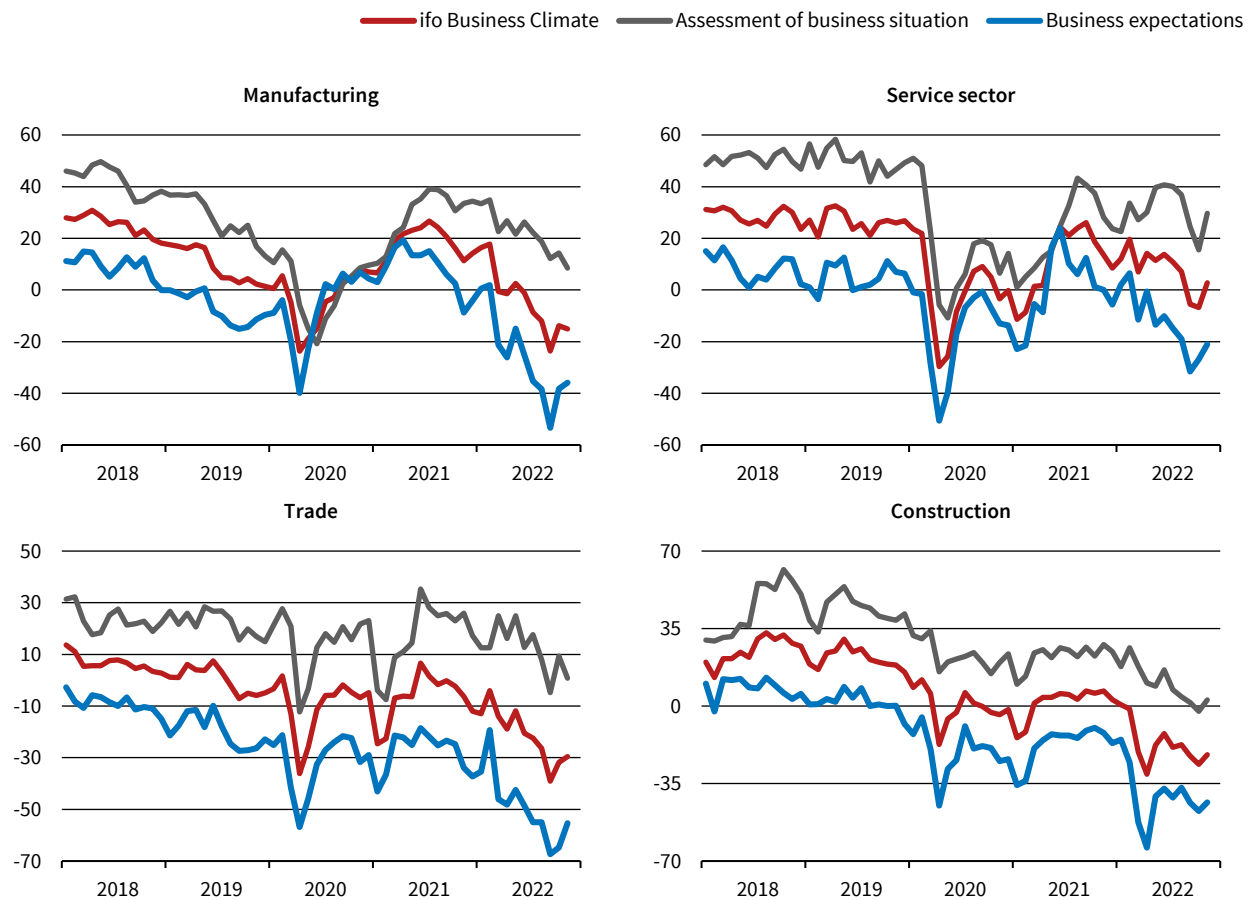 ifo Business Climate Assessment of business situation Business expectations
Manufacturing
60
40
20
0
-20
-40
-60
2018 2019 2020 2021 2022
Service sector
60
40
20
0
-20
-40
-60
2018 2019 2020 2021 2022
Trade
50
30
10
-10
-30
-50
-70
2018 2019 2020 2021 2022
Construction
70
35
0
-35
-70
2018 2019 2020 2021 2022